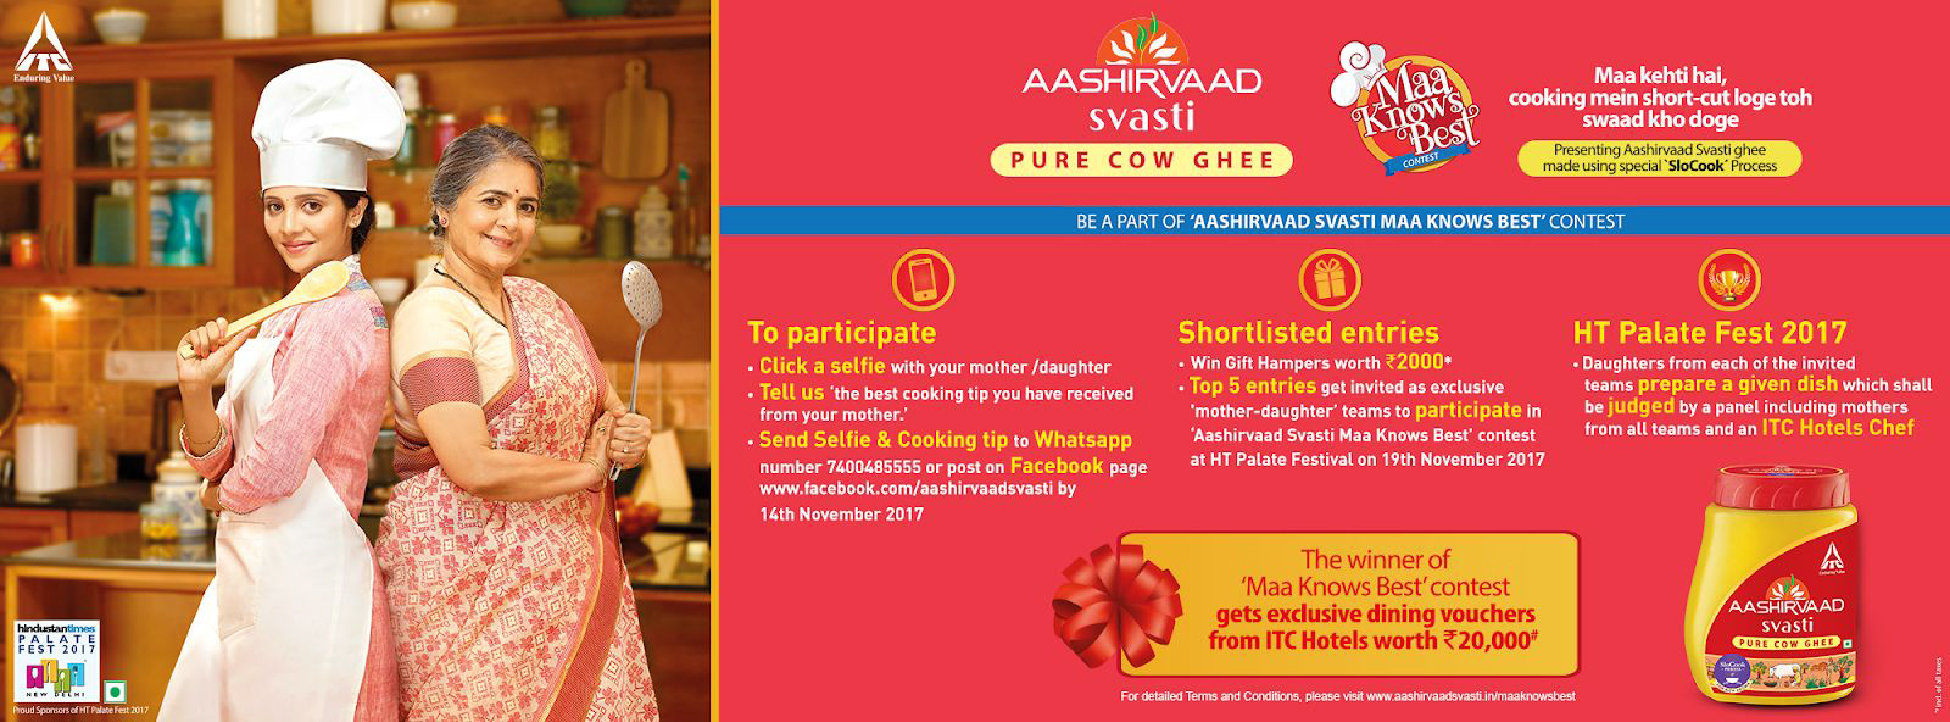 ITC
Enduring Value
hindustantimes
PALATE
FEST 2017
NEW DELHI
Proud Sponsors of HT Palate Fest 2017
AASHIRVAAD
svasti
PURE COW GHEE
Maa
Knows
Best
CONTEST
Maa kehti hai,
cooking mein short-cut loge toh
swaad kho doge
Presenting Aashirvaad Svasti ghee
made using special `SloCook´ Process
BE A PART OF ‘AASHIRVAAD SVASTI MAA KNOWS BEST’ CONTEST
To participate
• Click a selfie with your mother /daughter
• Tell us ‘the best cooking tip you have received
from your mother.’
• Send Selfie & Cooking tip to Whatsapp
number 7400485555 or post on Facebook page
www.facebook.com/aashirvaadsvasti by
14th November 2017
Shortlisted entries
• Win Gift Hampers worth ₹2000*
• Top 5 entries get invited as exclusive
‘mother-daughter’ teams to participate in
‘Aashirvaad Svasti Maa Knows Best’ contest
at HT Palate Festival on 19th November 2017
HT Palate Fest 2017
• Daughters from each of the invited
teams prepare a given dish which shall
be judged by a panel including mothers
from all teams and an ITC Hotels Chef
The winner of
‘Maa Knows Best’ contest
gets exclusive dining vouchers
from ITC Hotels worth ₹20,000#
For detailed Terms and Conditions, please visit www.aashirvaadsvasti.in/maaknowsbest
ITC
AASHIRVAAD
svasti
PURE COW GHEE
SloCook
#incl. of all taxes